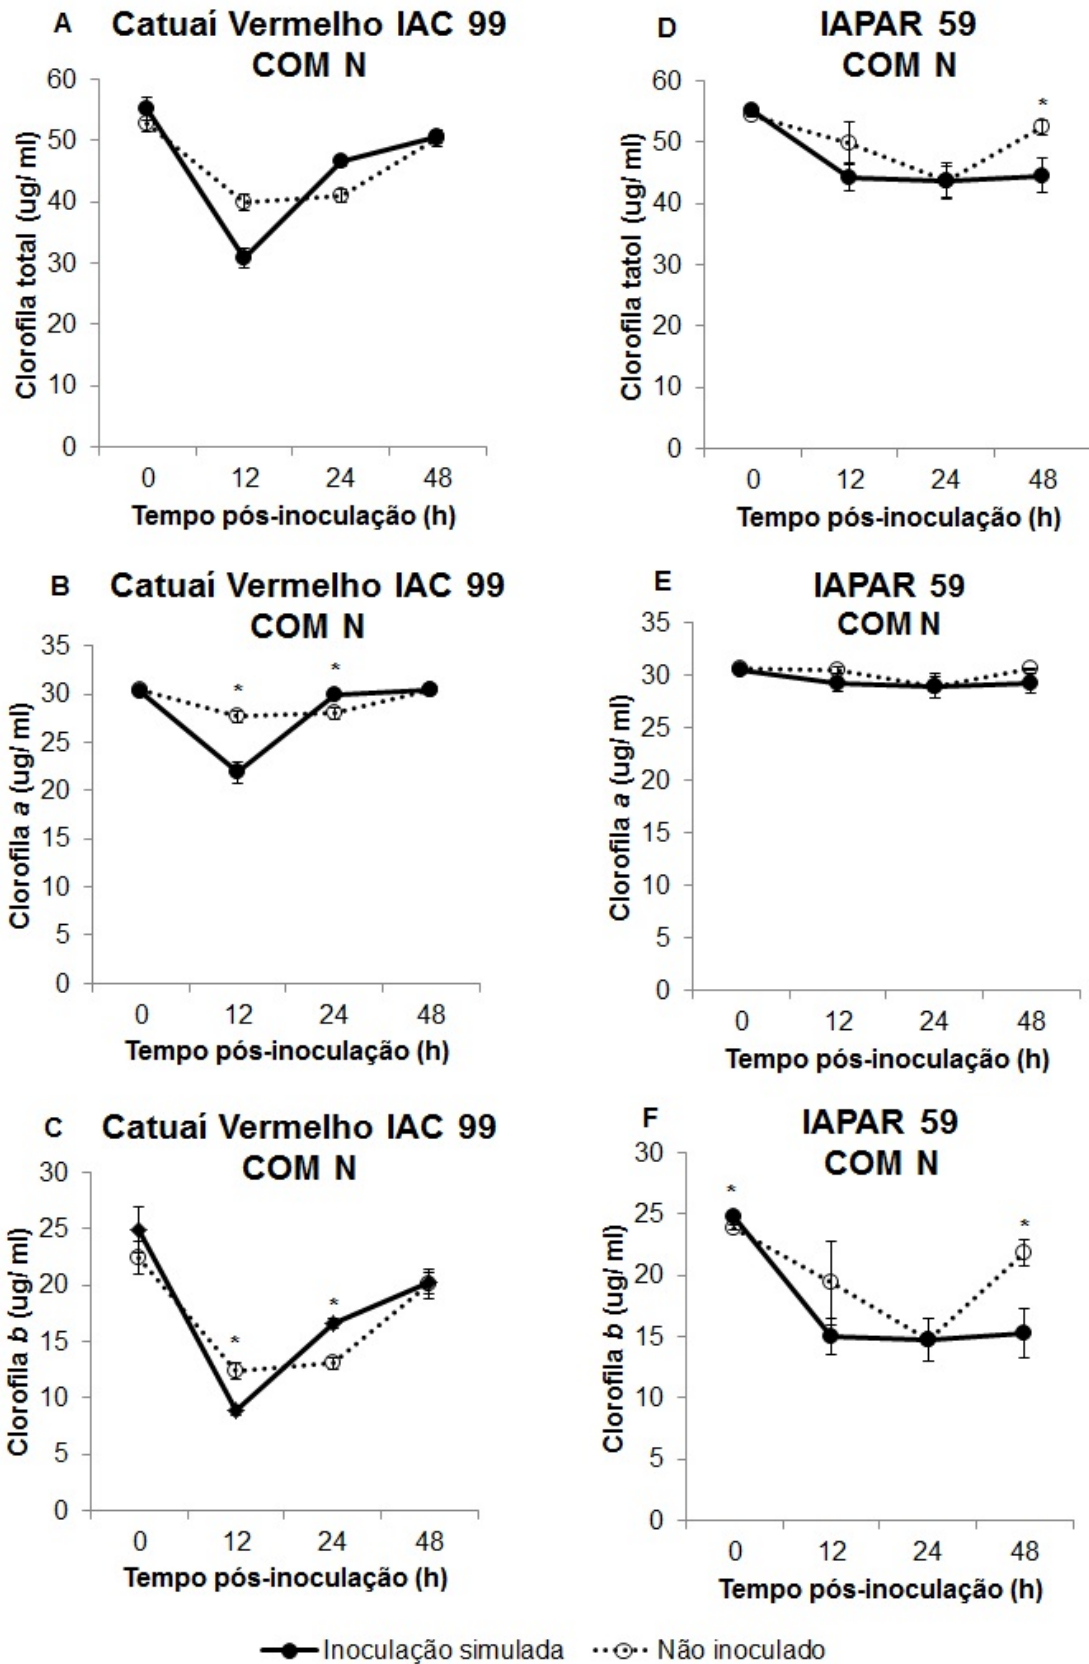 A
Catuaí Vermelho IAC 99
COM N
Clorofila total (ug/ ml)
60
50
40
30
20
10
0
0 12 24 48
Tempo pós-inoculação (h)
D
IAPAR 59
COM N
Clorofila tatol (ug/ ml)
60
50
40
30
20
10
0
*
0 12 24 48
Tempo pós-inoculação (h)
B
Catuaí Vermelho IAC 99
COM N
Clorofila a (ug/ ml)
35
30
25
20
15
10
5
0
* *
0 12 24 48
Tempo pós-inoculação (h)
E
IAPAR 59
COM N
Clorofila a (ug/ ml)
35
30
25
20
15
10
5
0
0 12 24 48
Tempo pós-inoculação (h)
C
Catuaí Vermelho IAC 99
COM N
Clorofila b (ug/ ml)
30
25
20
15
10
5
0
* *
0 12 24 48
Tempo pós-inoculação (h)
F
IAPAR 59
COM N
Clorofila b (ug/ ml)
30
25
20
15
10
5
0
* *
0 12 24 48
Tempo pós-inoculação (h)
Inoculação simulada Não inoculado